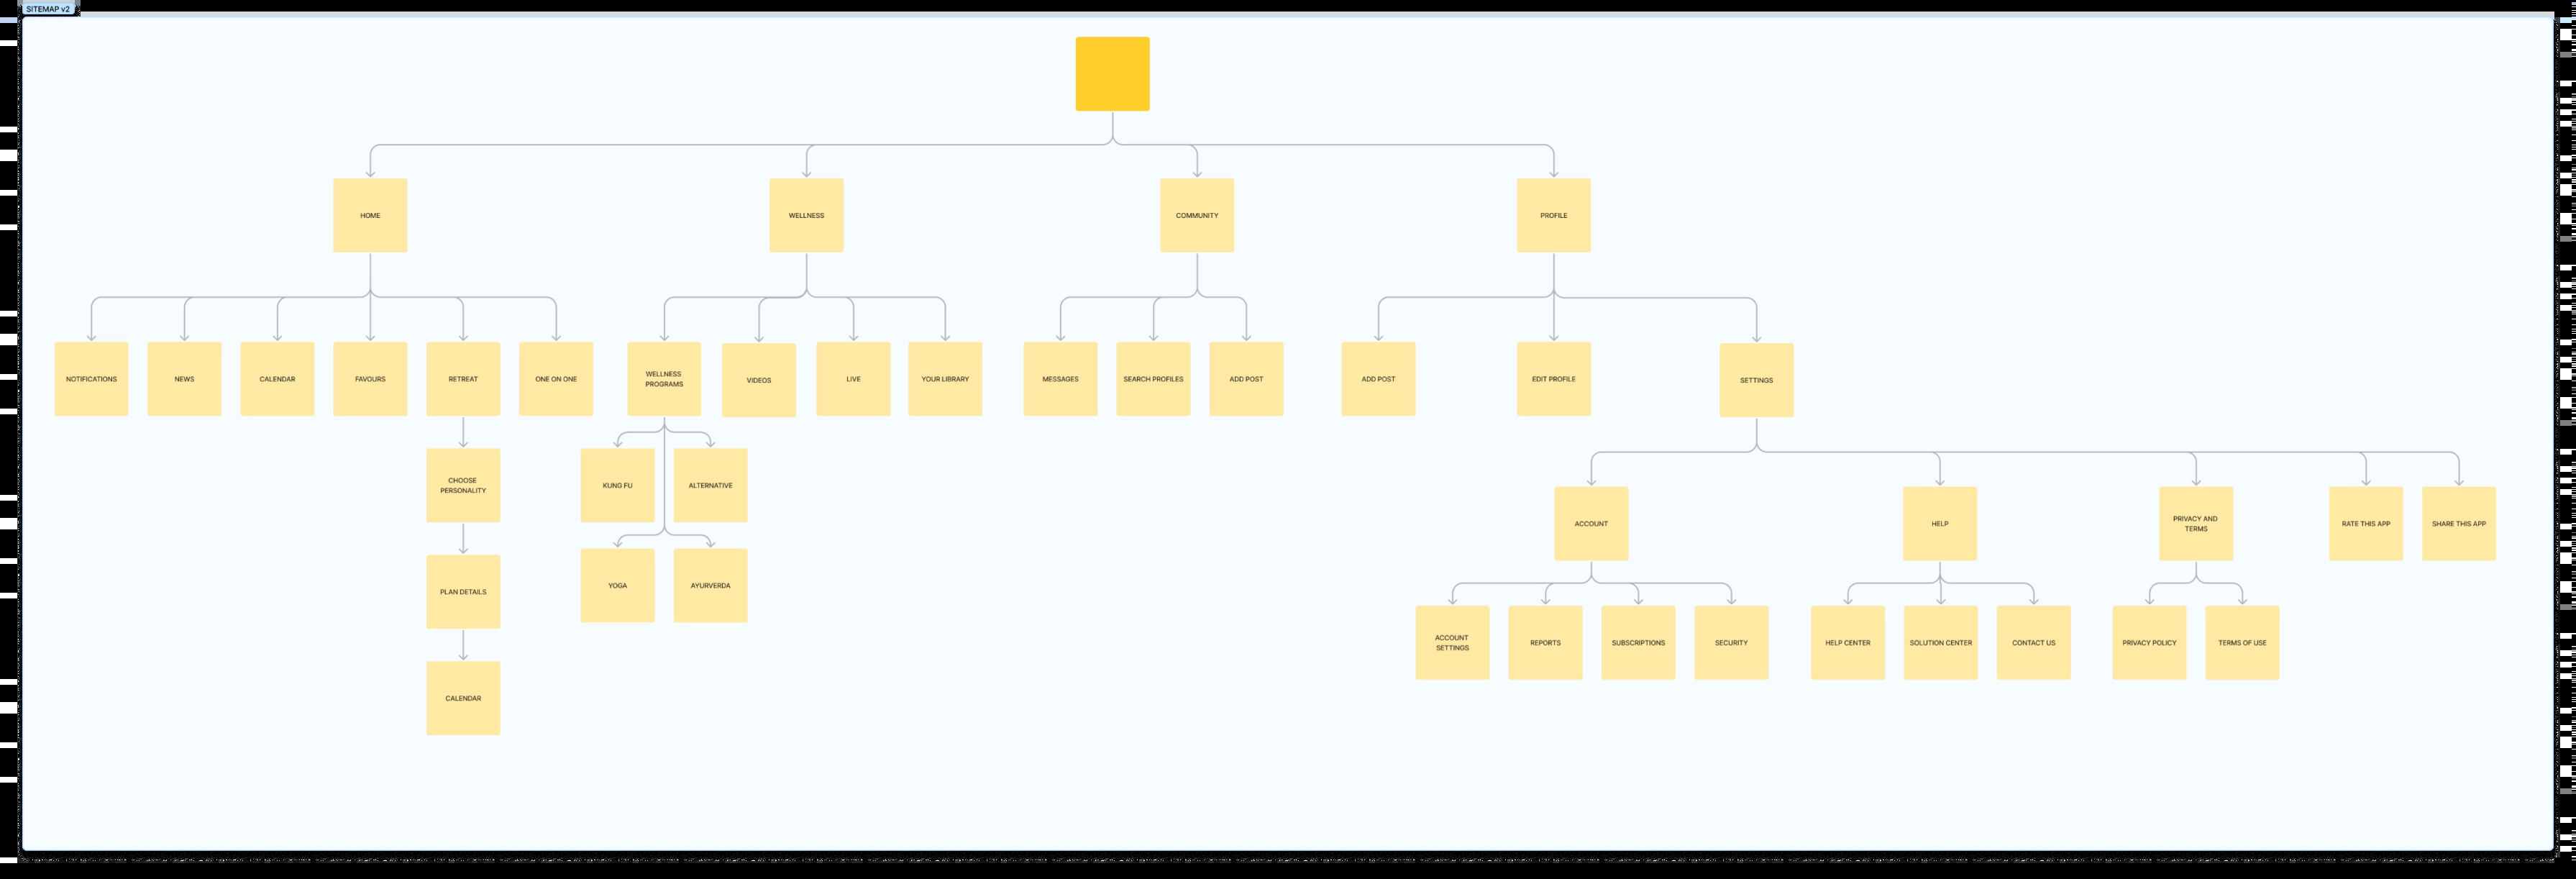 SITEMAP v2
HOME
WELLNESS
COMMUNITY
PROFILE
NOTIFICATIONS
NEWS
CALENDAR
FAVOURS
RETREAT
ONE ON ONE
WELLNESS
PROGRAMS
VIDEOS
LIVE
YOUR LIBRARY
MESSAGES
SEARCH PROFILES
ADD POST
ADD POST
EDIT PROFILE
SETTINGS
CHOOSE
PERSONALITY
KUNG FU
ALTERNATIVE
ACCOUNT
HELP
PRIVACY AND
TERMS
RATE THIS APP
SHARE THIS APP
PLAN DETAILS
YOGA
AYURVERDA
ACCOUNT
SETTINGS
REPORTS
SUBSCRIPTIONS
SECURITY
HELP CENTER
SOLUTION CENTER
CONTACT US
PRIVACY POLICY
TERMS OF USE
CALENDAR